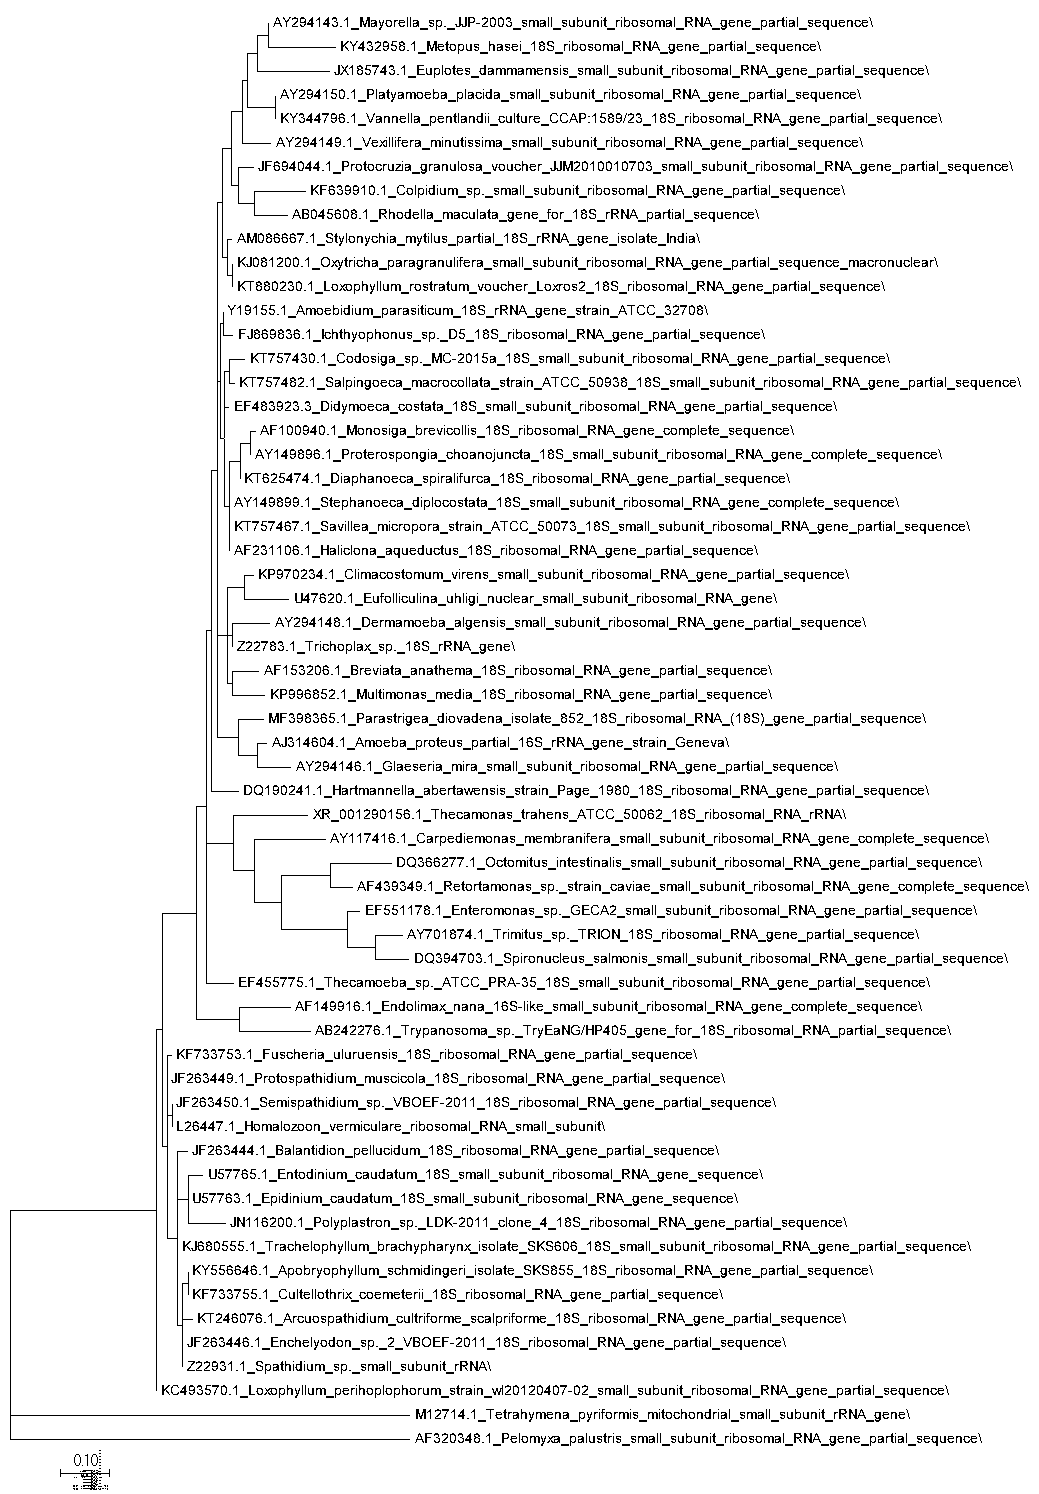 AY294143.1_Mayorella_sp._JJP-2003_small_subunit_ribosomal_RNA_gene_partial_sequence\
KY432958.1_Metopus_hasei_18S_ribosomal_RNA_gene_partial_sequence\
JX185743.1_Euplotes_dammamensis_small_subunit_ribosomal_RNA_gene_partial_sequence\
AY294150.1_Platyamoeba_placida_small_subunit_ribosomal_RNA_gene_partial_sequence\
KY344796.1_Vannella_pentlandii_culture_CCAP:1589/23_18S_ribosomal_RNA_gene_partial_sequence\
AY294149.1_Vexillifera_minutissima_small_subunit_ribosomal_RNA_gene_partial_sequence\
JF694044.1_Protocruzia_granulosa_voucher_JJM2010010703_small_subunit_ribosomal_RNA_gene_partial_sequence\
KF639910.1_Colpidium_sp._small_subunit_ribosomal_RNA_gene_partial_sequence\
AB045608.1_Rhodella_maculata_gene_for_18S_rRNA_partial_sequence\
AM086667.1_Stylonychia_mytilus_partial_18S_rRNA_gene_isolate_India\
KJ081200.1_Oxytricha_paragranulifera_small_subunit_ribosomal_RNA_gene_partial_sequence_macronuclear\
KT880230.1_Loxophyllum_rostratum_voucher_Loxros2_18S_ribosomal_RNA_gene_partial_sequence\
Y19155.1_Amoebidium_parasiticum_18S_rRNA_gene_strain_ATCC_32708\
FJ869836.1_Ichthyophonus_sp._D5_18S_ribosomal_RNA_gene_partial_sequence\
KT757430.1_Codosiga_sp._MC-2015a_18S_small_subunit_ribosomal_RNA_gene_partial_sequence\
KT757482.1_Salpingoeca_macrocollata_strain_ATCC_50938_18S_small_subunit_ribosomal_RNA_gene_partial_sequence\
EF483923.3_Didymoeca_costata_18S_small_subunit_ribosomal_RNA_gene_partial_sequence\
AF100940.1_Monosiga_brevicollis_18S_ribosomal_RNA_gene_complete_sequence\
AY149896.1_Proterospongia_choanojuncta_18S_small_subunit_ribosomal_RNA_gene_complete_sequence\
KT625474.1_Diaphanoeca_spiralifurca_18S_ribosomal_RNA_gene_partial_sequence\
AY149899.1_Stephanoeca_diplocostata_18S_small_subunit_ribosomal_RNA_gene_complete_sequence\
KT757467.1_Savillea_micropora_strain_ATCC_50073_18S_small_subunit_ribosomal_RNA_gene_partial_sequence\
AF231106.1_Haliclona_aqueductus_18S_ribosomal_RNA_gene_partial_sequence\
KP970234.1_Climacostomum_virens_small_subunit_ribosomal_RNA_gene_partial_sequence\
U47620.1_Eufolliculina_uhligi_nuclear_small_subunit_ribosomal_RNA_gene\
AY294148.1_Dermamoeba_algensis_small_subunit_ribosomal_RNA_gene_partial_sequence\
Z22783.1_Trichoplax_sp._18S_rRNA_gene\
AF153206.1_Breviata_anathema_18S_ribosomal_RNA_gene_partial_sequence\
KP996852.1_Multimonas_media_18S_ribosomal_RNA_gene_partial_sequence\
MF398365.1_Parastrigea_diovadena_isolate_852_18S_ribosomal_RNA_(18S)_gene_partial_sequence\
AJ314604.1_Amoeba_proteus_partial_16S_rRNA_gene_strain_Geneva\
AY294146.1_Glaeseria_mira_small_subunit_ribosomal_RNA_gene_partial_sequence\
DQ190241.1_Hartmannella_abertawensis_strain_Page_1980_18S_ribosomal_RNA_gene_partial_sequence\
XR_001290156.1_Thecamonas_trahens_ATCC_50062_18S_ribosomal_RNA_rRNA\
AY117416.1_Carpediemonas_membranifera_small_subunit_ribosomal_RNA_gene_complete_sequence\
DQ366277.1_Octomitus_intestinalis_small_subunit_ribosomal_RNA_gene_partial_sequence\
AF439349.1_Retortamonas_sp._strain_caviae_small_subunit_ribosomal_RNA_gene_complete_sequence\
EF551178.1_Enteromonas_sp._GECA2_small_subunit_ribosomal_RNA_gene_partial_sequence\
AY701874.1_Trimitus_sp._TRION_18S_ribosomal_RNA_gene_partial_sequence\
DQ394703.1_Spironucleus_salmonis_small_subunit_ribosomal_RNA_gene_partial_sequence\
EF455775.1_Thecamoeba_sp._ATCC_PRA-35_18S_small_subunit_ribosomal_RNA_gene_partial_sequence\
AF149916.1_Endolimax_nana_16S-like_small_subunit_ribosomal_RNA_gene_complete_sequence\
AB242276.1_Trypanosoma_sp._TryEaNG/HP405_gene_for_18S_ribosomal_RNA_partial_sequence\
KF733753.1_Fuscheria_uluruensis_18S_ribosomal_RNA_gene_partial_sequence\
JF263449.1_Protospathidium_muscicola_18S_ribosomal_RNA_gene_partial_sequence\
JF263450.1_Semispathidium_sp._VBOEF-2011_18S_ribosomal_RNA_gene_partial_sequence\
L26447.1_Homalozoon_vermiculare_ribosomal_RNA_small_subunit\
JF263444.1_Balantidion_pellucidum_18S_ribosomal_RNA_gene_partial_sequence\
U57765.1_Entodinium_caudatum_18S_small_subunit_ribosomal_RNA_gene_sequence\
U57763.1_Epidinium_caudatum_18S_small_subunit_ribosomal_RNA_gene_sequence\
JN116200.1_Polyplastron_sp._LDK-2011_clone_4_18S_ribosomal_RNA_gene_partial_sequence\
KJ680555.1_Trachelophyllum_brachypharynx_isolate_SKS606_18S_small_subunit_ribosomal_RNA_gene_partial_sequence\
KY556646.1_Apobryophyllum_schmidingeri_isolate_SKS855_18S_ribosomal_RNA_gene_partial_sequence\
KF733755.1_Cultellothrix_coemeterii_18S_ribosomal_RNA_gene_partial_sequence\
KT246076.1_Arcuospathidium_cultriforme_scalpriforme_18S_ribosomal_RNA_gene_partial_sequence\
JF263446.1_Enchelyodon_sp._2_VBOEF-2011_18S_ribosomal_RNA_gene_partial_sequence\
Z22931.1_Spathidium_sp._small_subunit_rRNA\
KC493570.1_Loxophyllum_perihoplophorum_strain_wl20120407-02_small_subunit_ribosomal_RNA_gene_partial_sequence\
M12714.1_Tetrahymena_pyriformis_mitochondrial_small_subunit_rRNA_gene\
AF320348.1_Pelomyxa_palustris_small_subunit_ribosomal_RNA_gene_partial_sequence\
0.10